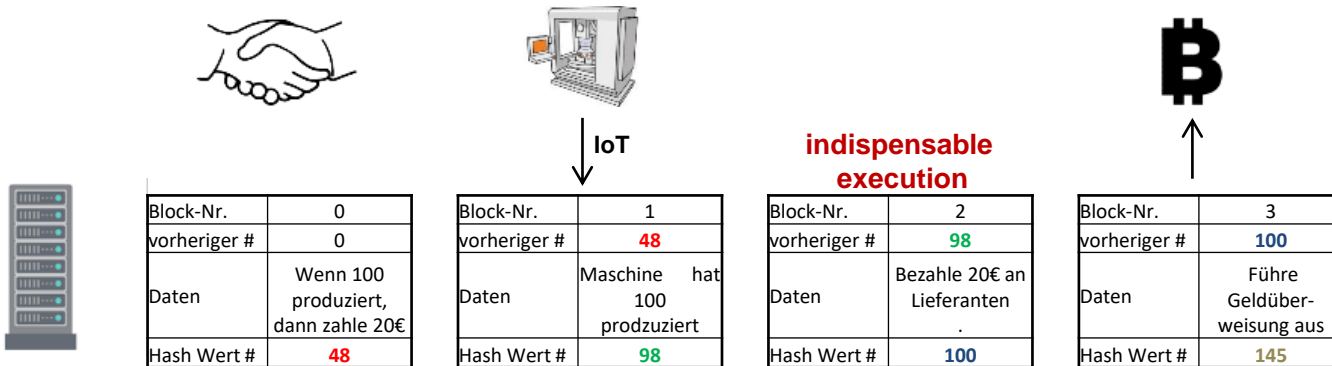 IoT
indispensable
execution
Block-Nr. 0
vorheriger # 0
Daten
Wenn 100
produziert,
dann zahle 20€
Hash Wert # 48
Block-Nr. 1
vorheriger # 48
Daten
Maschine hat
100
prodzuziert
Hash Wert # 98
Block-Nr. 2
vorheriger # 98
Daten
Bezahle 20€ an
Lieferanten
.
Hash Wert # 100
Block-Nr. 3
vorheriger # 100
Daten
Führe
Geldüber-
weisung aus
Hash Wert # 145